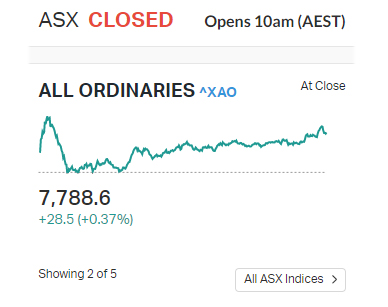 ASX CLOSED Opens 10am (AEST)
ALL ORDINARIES ^XAO At Close
7,788.6
+28.5 (+0.37%)
Showing 2 of 5 All ASX Indices >